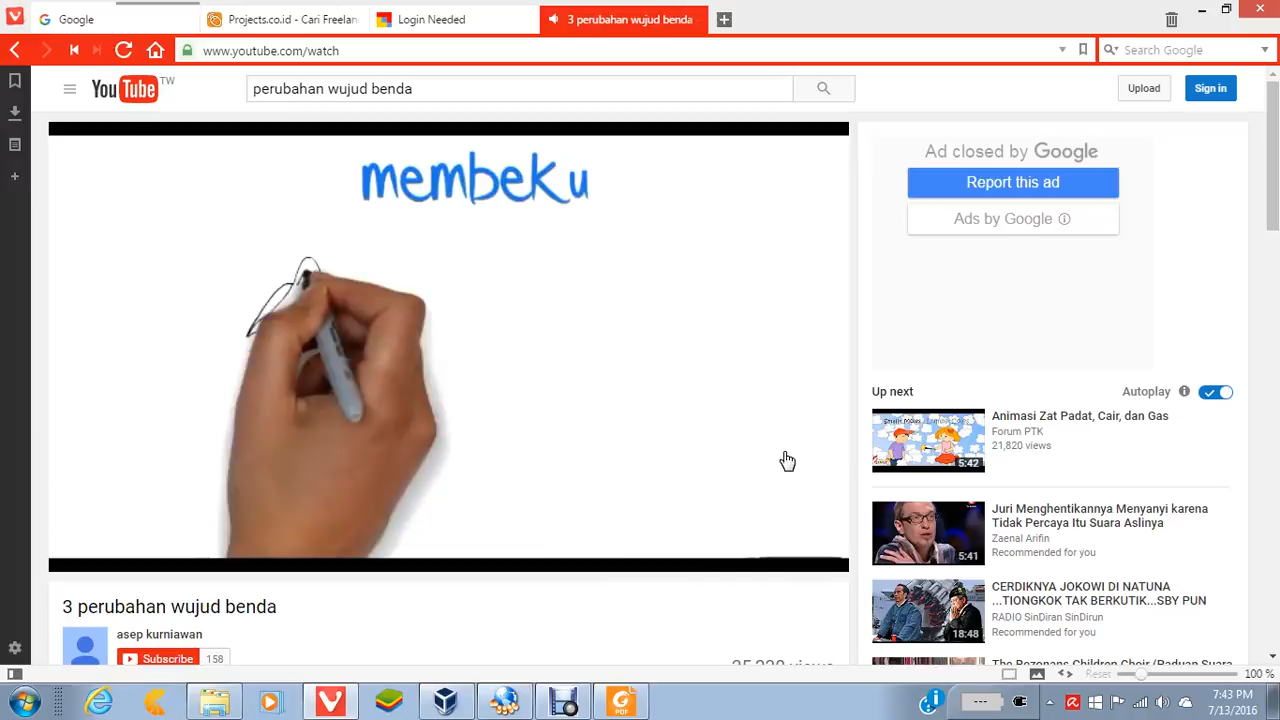 Google
Projects.co.id - Cari Freelan
Login Needed
3 perubahan wujud benda
www.youtube.com/watch
Search Google
YouTube TW
perubahan wujud benda
Upload
Sign in
membeku
Ad closed by Google
Report this ad
Ads by Google
Up next
Autoplay
Animasi Zat Padat, Cair, dan Gas
Forum PTK
21,820 views
5:42
Juri Menghentikannya Menyanyi karena
Tidak Percaya Itu Suara Aslinya
Zaenal Arifin
Recommended for you
5:41
CERDIKNYA JOKOWI DI NATUNA
...TIONGKOK TAK BERKUTIK...SBY PUN
RADIO SinDiran SinDirun
Recommended for you
18:48
3 perubahan wujud benda
asep kurniawan
Subscribe 158
Reset
100 %
PDF
7:43 PM
7/13/2016